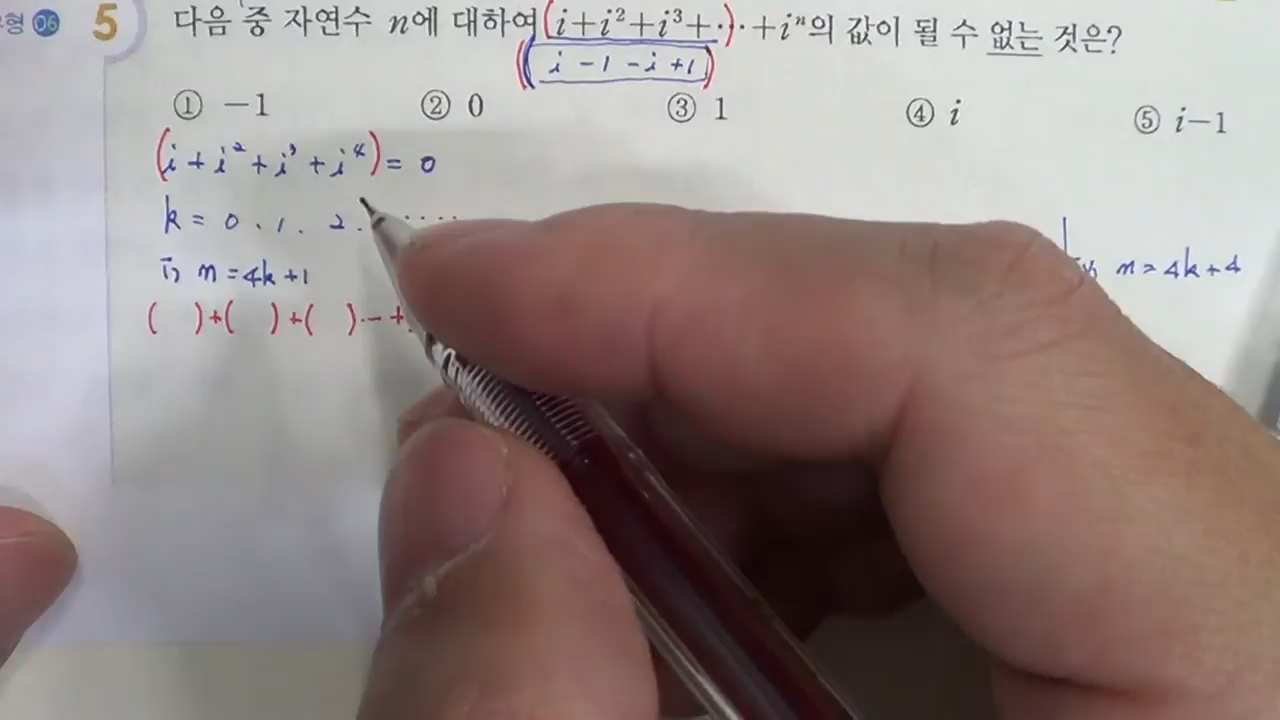 형 06 5 다음 중 자연수 n에 대하여 (i+i²+i³+··)·+iⁿ의 값이 될 수 없는 것은?
((i -1 -i +1))
① -1 ② 0 ③ 1 ④ i ⑤ i-1
(i + i² + i³ + i⁴) = 0
k = 0 . 1 . 2 . ....
i) n = 4k+1
n = 4k+4
( )+( )+( )·-+